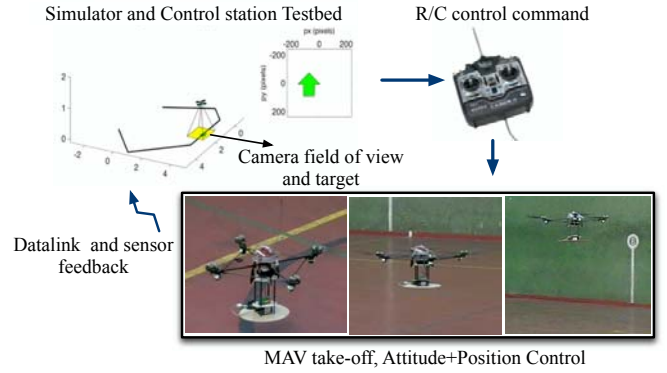 Simulator and Control station Testbed
R/C control command
px (pixels)
-200 0 200
py (pixels)
-200
0
200
2
1
0
-2
0
2
4
4
2
0
Camera field of view
and target
Datalink and sensor
feedback
MAV take-off, Attitude+Position Control